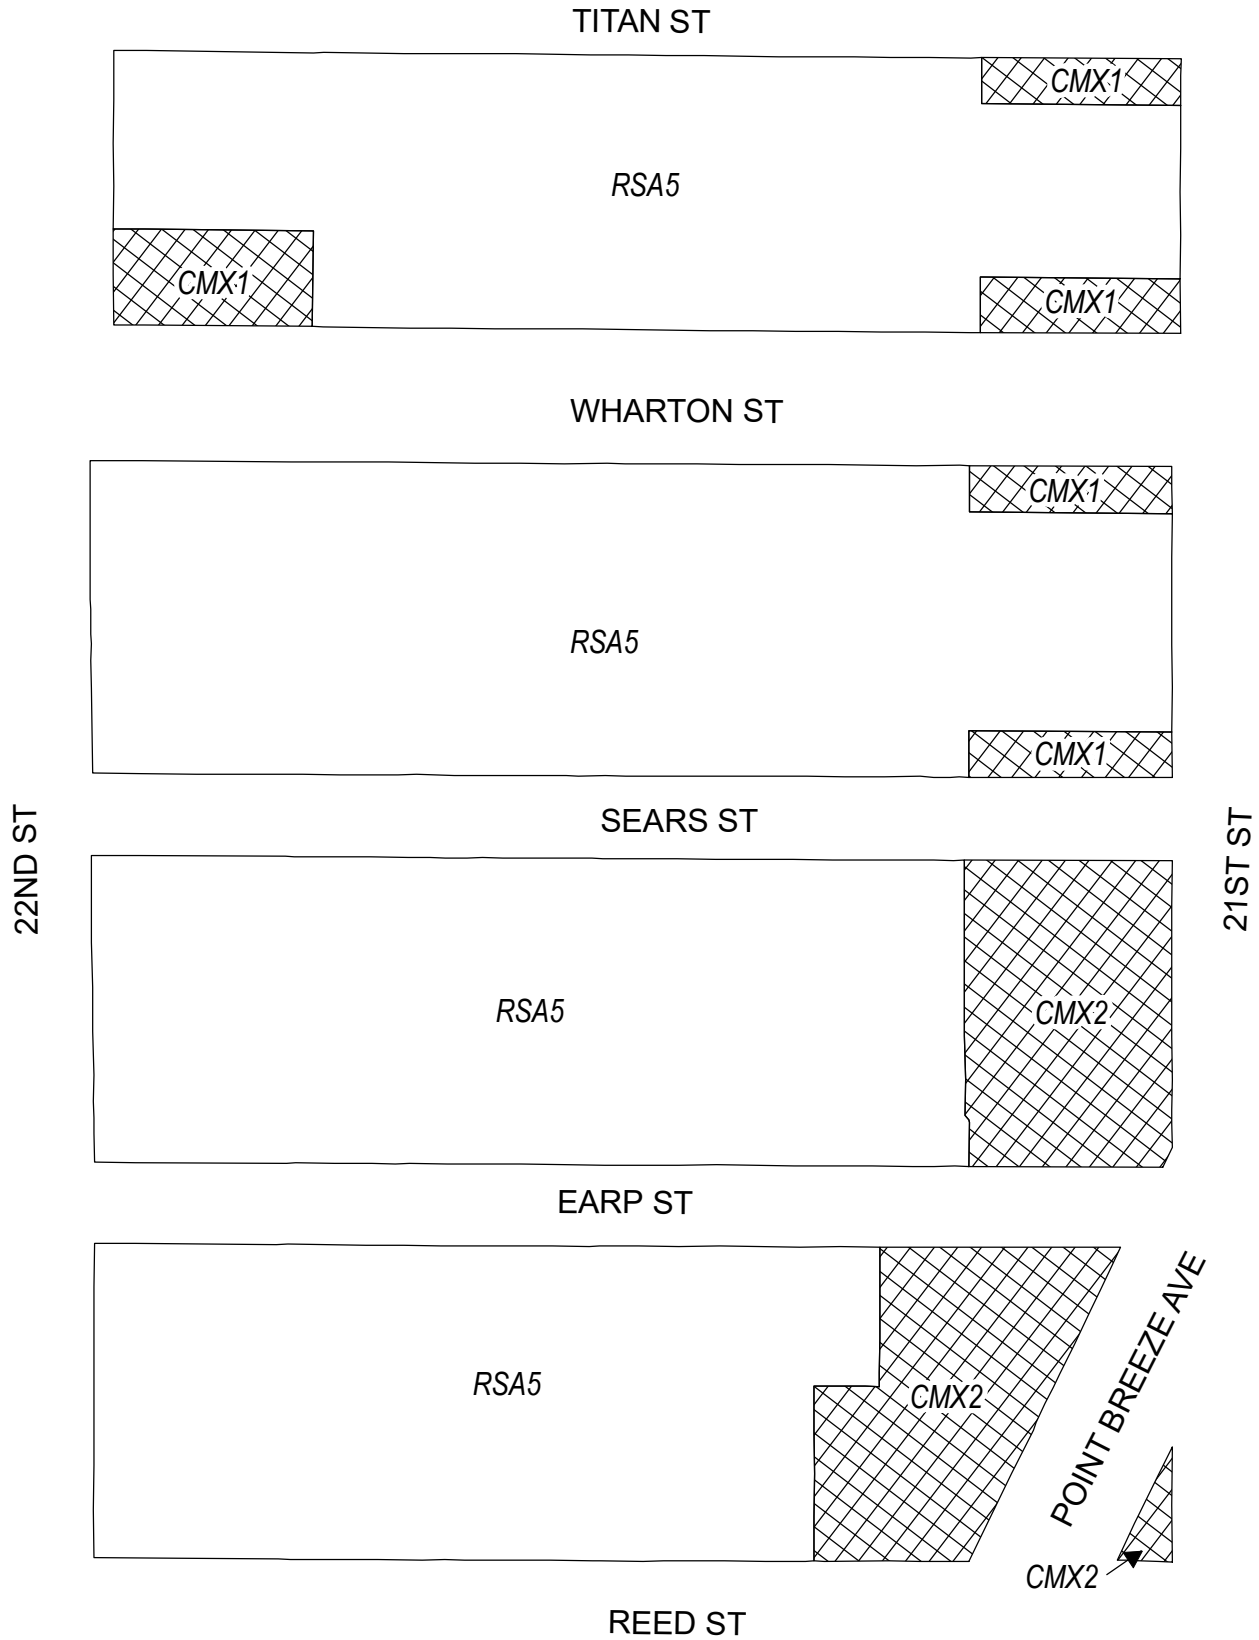 TITAN ST
CMX1
RSA5
CMX1
CMX1
WHARTON ST
CMX1
RSA5
CMX1
22ND ST
SEARS ST
21ST ST
RSA5
CMX2
EARP ST
POINT BREEZE AVE
RSA5
CMX2
CMX2
REED ST